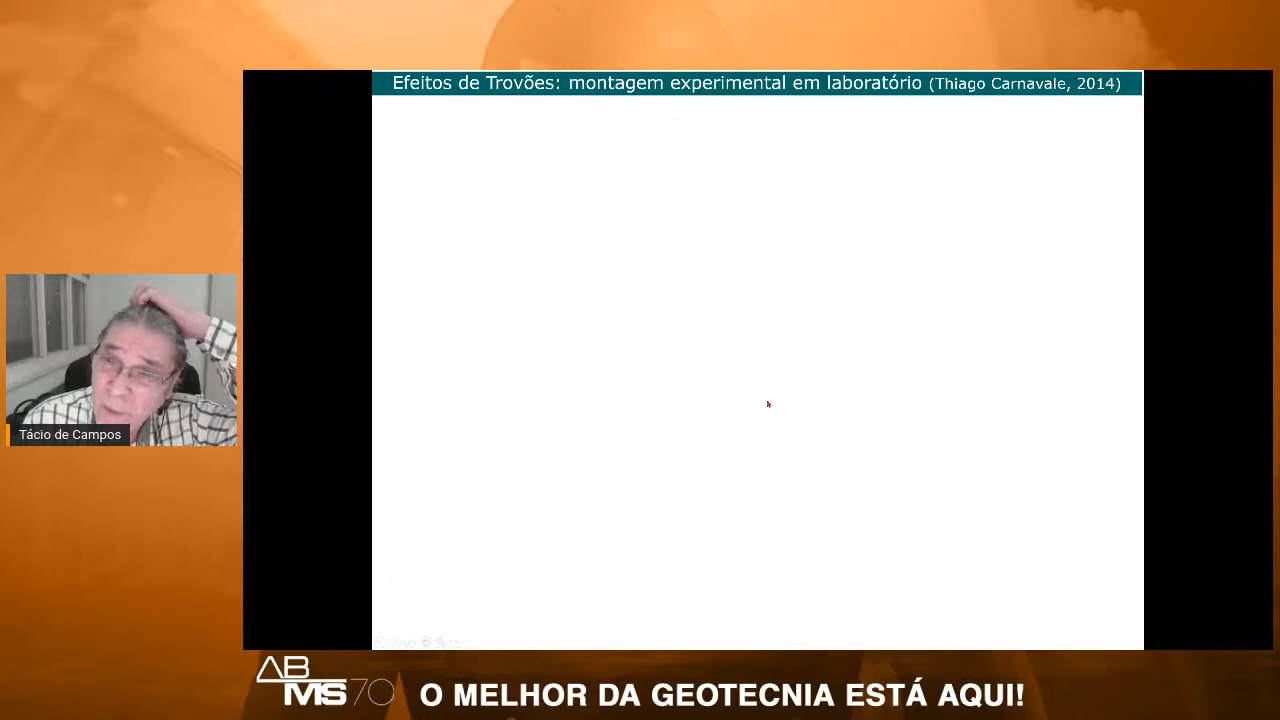 Efeitos de Trovões: montagem experimental em laboratório (Thiago Carnavale, 2014)
Tácio de Campos
ABMS70
O MELHOR DA GEOTECNIA ESTÁ AQUI!